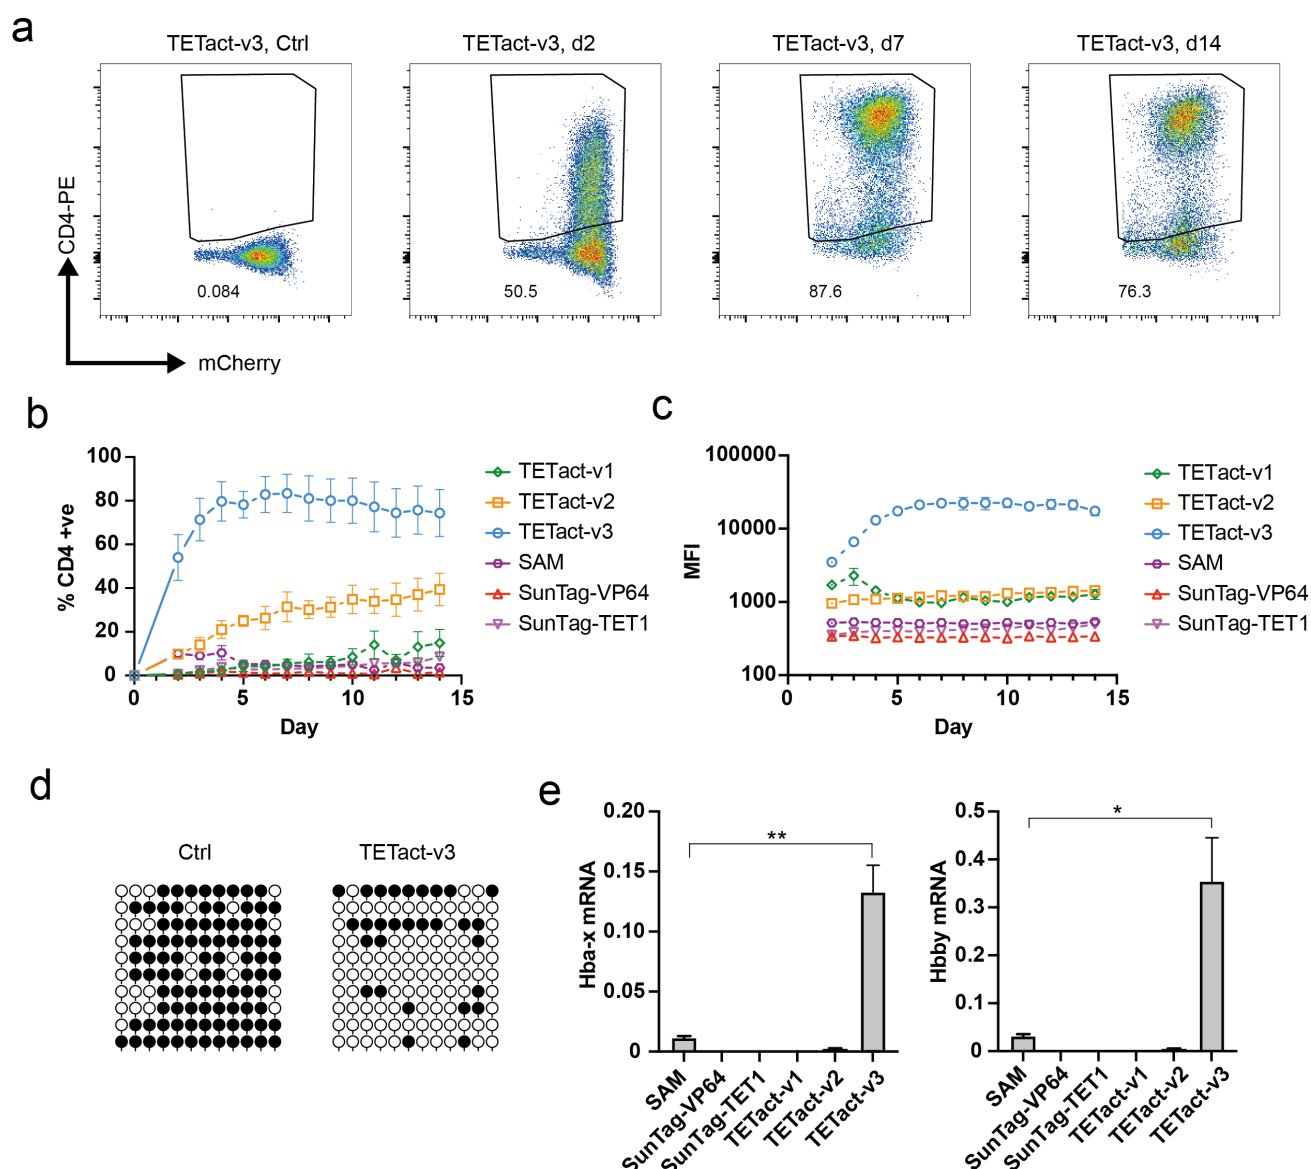 a
TETact-v3, Ctrl
TETact-v3, d2
TETact-v3, d7
TETact-v3, d14
CD4-PE
0.084
50.5
87.6
76.3
mCherry
b
% CD4 +ve
100
80
60
40
20
0
0
5
10
15
Day
TETact-v1
TETact-v2
TETact-v3
SAM
SunTag-VP64
SunTag-TET1
c
MFI
100000
10000
1000
100
0
5
10
15
Day
TETact-v1
TETact-v2
TETact-v3
SAM
SunTag-VP64
SunTag-TET1
d
Ctrl
TETact-v3
e
Hba-x mRNA
0.20
0.15
0.10
0.05
0
**
SAM
SunTag-VP64
SunTag-TET1
TETact-v1
TETact-v2
TETact-v3
Hbby mRNA
0.5
0.4
0.3
0.2
0.1
0
*
SAM
SunTag-VP64
SunTag-TET1
TETact-v1
TETact-v2
TETact-v3